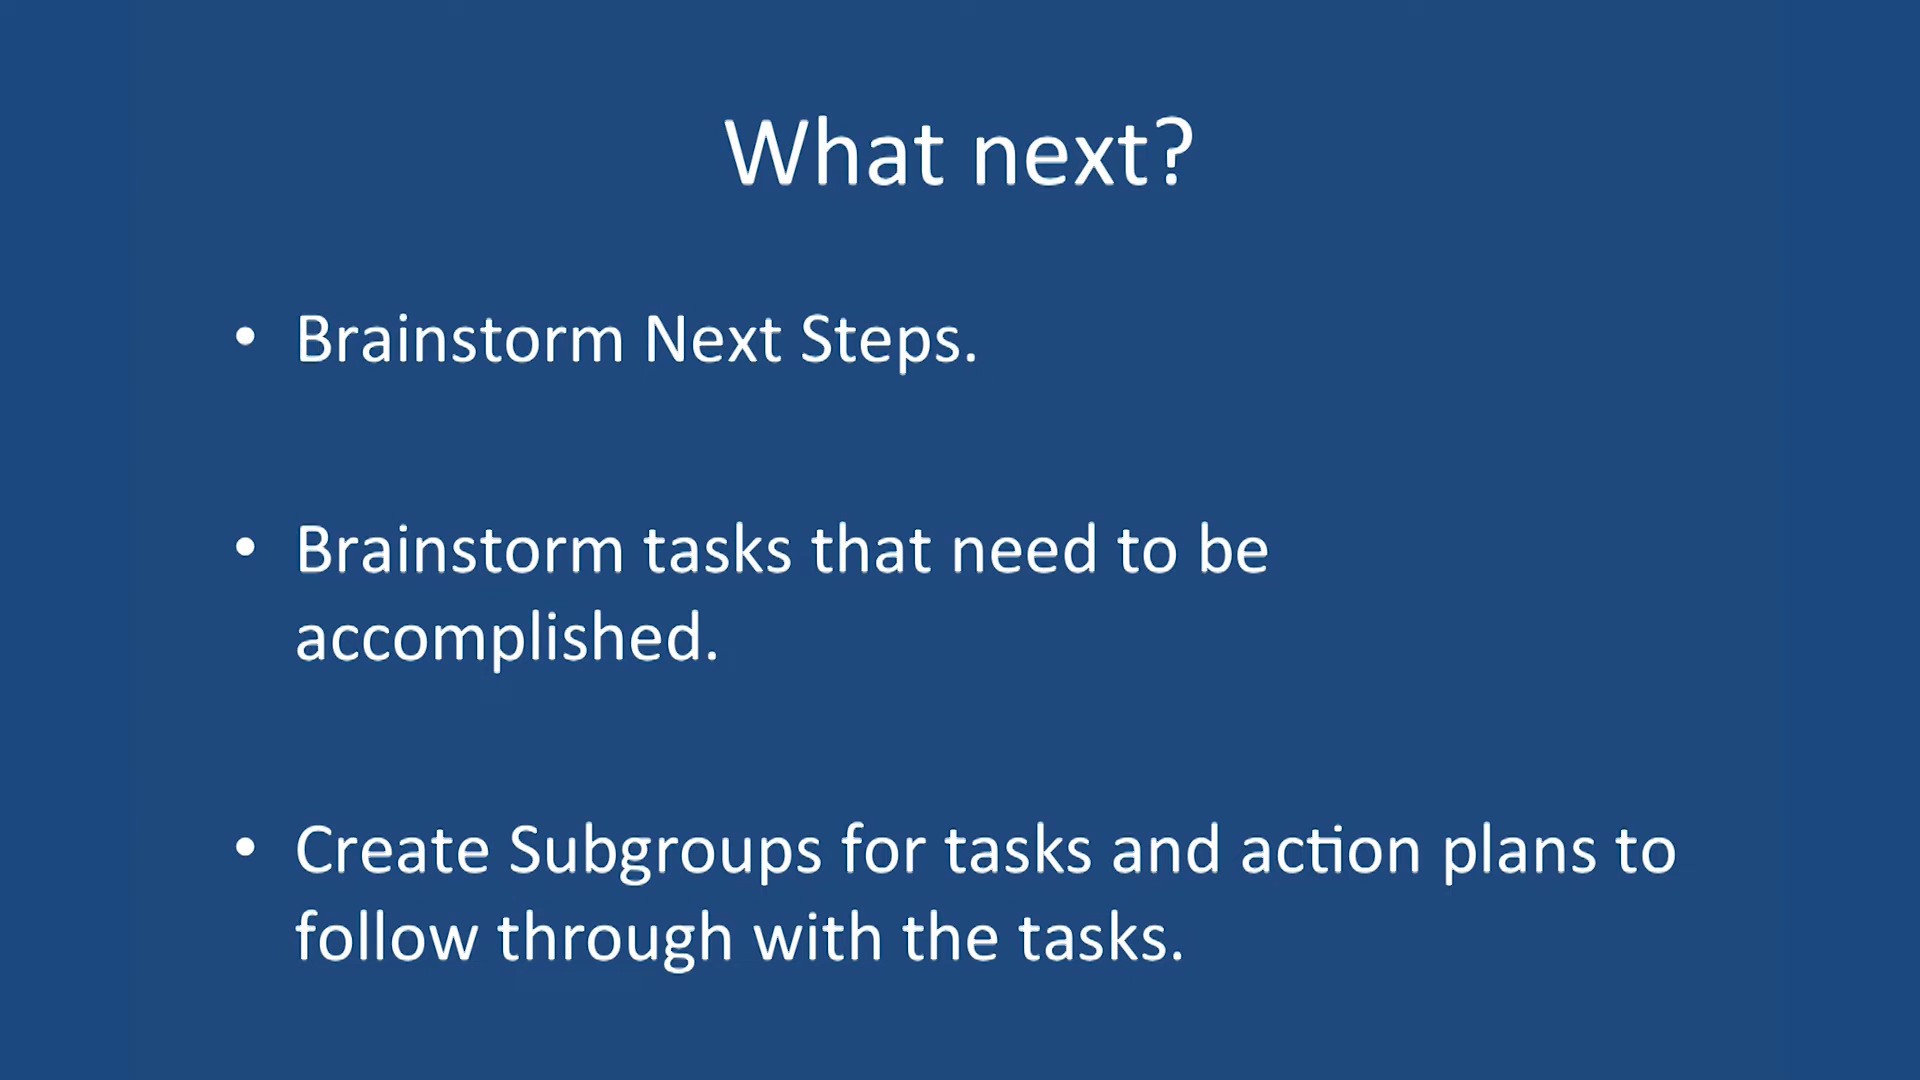 What next?
• Brainstorm Next Steps.
• Brainstorm tasks that need to be
accomplished.
• Create Subgroups for tasks and action plans to
follow through with the tasks.